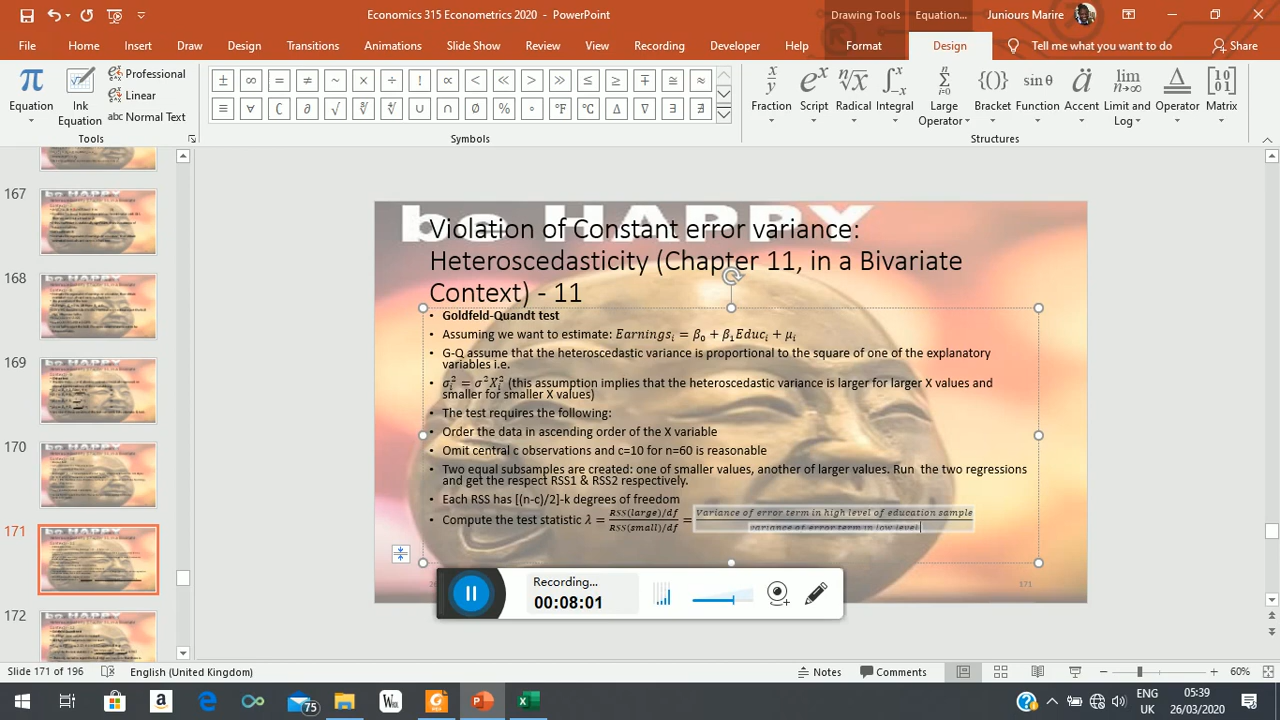 Economics 315 Econometrics 2020 - PowerPoint
Drawing Tools
Equation...
Juniours Marire
File
Home
Insert
Draw
Design
Transitions
Animations
Slide Show
Review
View
Recording
Developer
Help
Format
Design
Tell me what you want to do
Share
Equation
Ink Equation
Professional
Linear
abc Normal Text
Tools
± ∞ = ≠ ~ × ÷ ! ∝ < ≪ > ≫ ≤ ≥ ∓ ≅ ≈
≡ ∀ ∁ ∂ √ ∛ ∜ ∪ ∩ ∅ % ° °F °C ∆ ∇ ∃ ∄
Symbols
Fraction
Script
Radical
Integral
Large Operator
Bracket
Function
Accent
Limit and Log
Operator
Matrix
Structures
167
168
169
170
171
172
be HAPPY
Violation of Constant error variance:
Heteroscedasticity (Chapter 11, in a Bivariate
Context) - 11
• Goldfeld-Quandt test
• Assuming we want to estimate: Earningsᵢ = β₀ + β₁Educᵢ + μᵢ
• G-Q assume that the heteroscedastic variance is proportional to the square of one of the explanatory
variables i.e.
• σᵢ² = σ²Xᵢ² (this assumption implies that the heteroscedastic variance is larger for larger X values and
smaller for smaller X values)
• The test requires the following:
• Order the data in ascending order of the X variable
• Omit central c observations and c=10 for n=60 is reasonable
• Two equal subsamples are created: one of smaller values, another of larger values. Run the two regressions
and get the respect RSS1 & RSS2 respectively.
• Each RSS has [(n-c)/2]-k degrees of freedom
• Compute the test statistic λ = RSS(large)/df / RSS(small)/df = Variance of error term in high level of education sample / variance of error term in low level
171
Recording...
00:08:01
Slide 171 of 196
English (United Kingdom)
Notes
Comments
60%
75
ENG
UK
05:39
26/03/2020